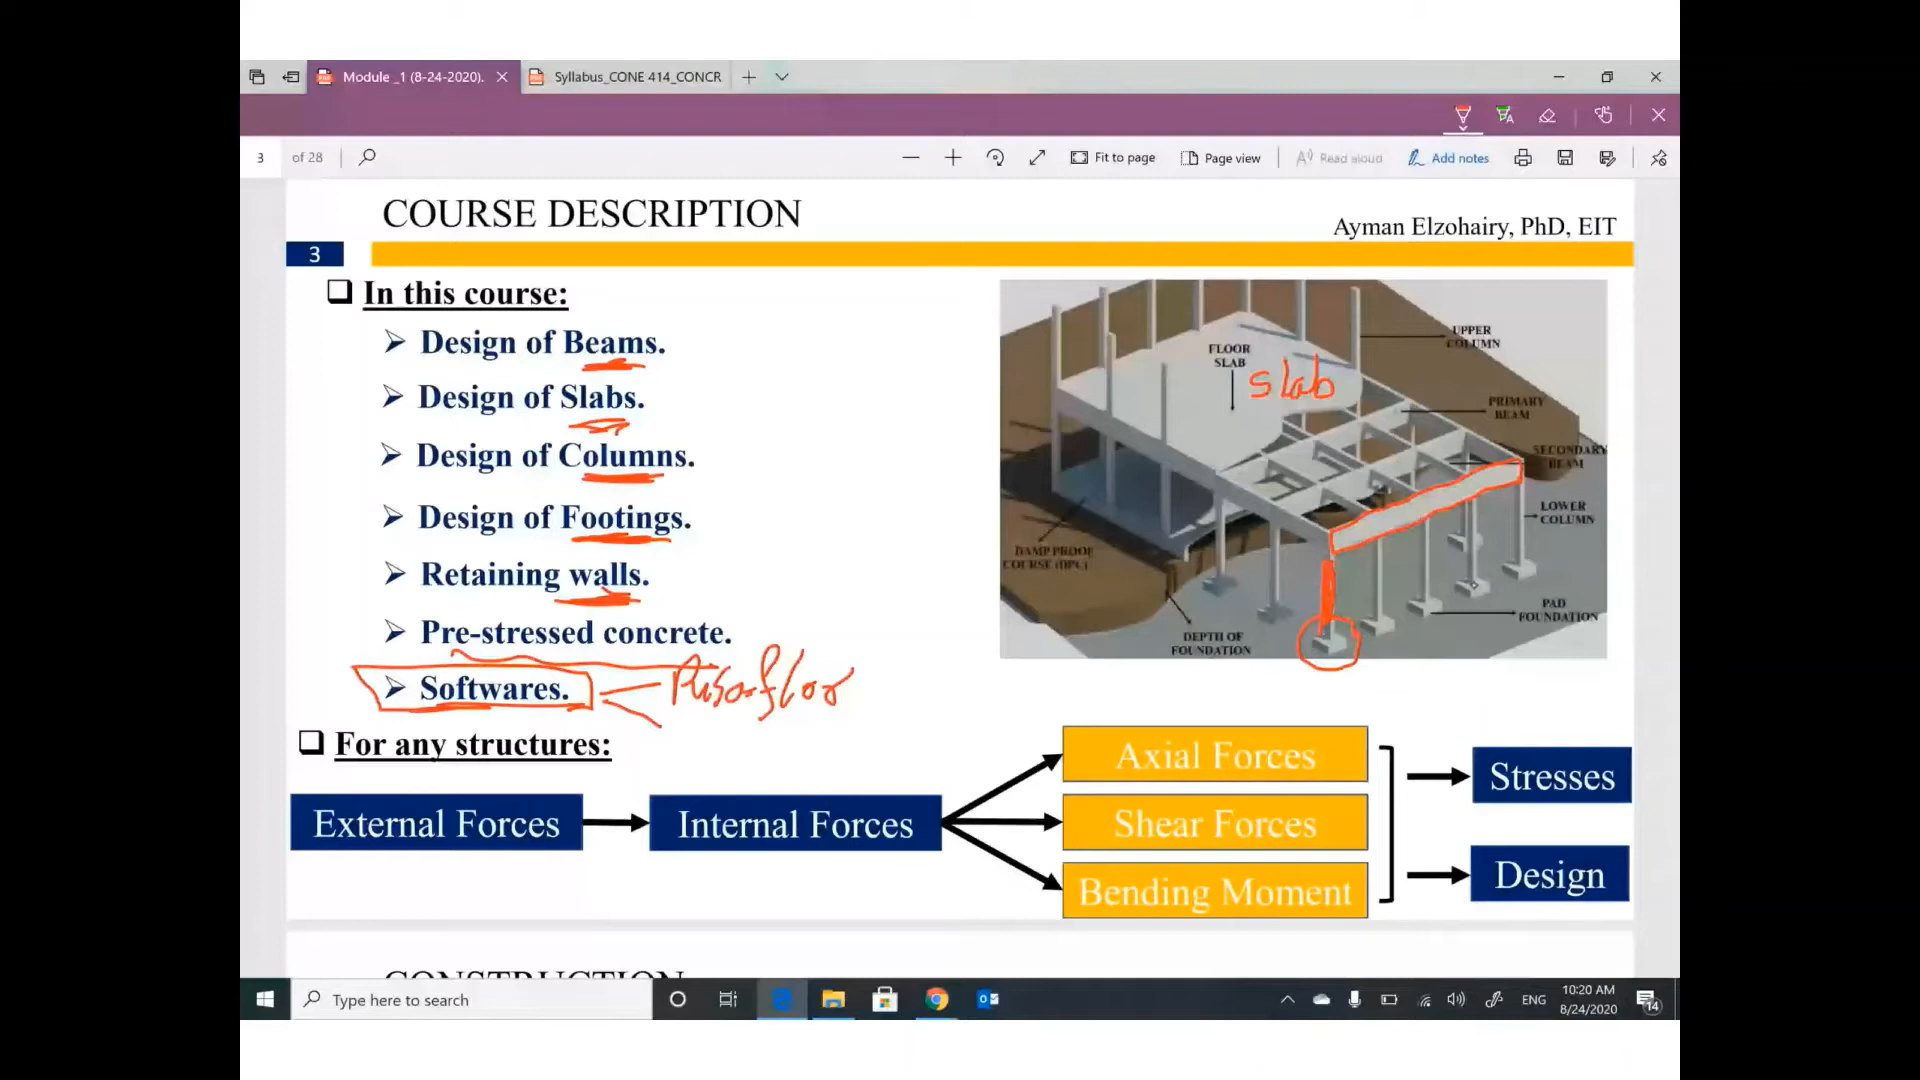 Module _1 (8-24-2020).
Syllabus_CONE 414_CONCR
3 of 28
Fit to page
Page view
Read aloud
Add notes
COURSE DESCRIPTION
Ayman Elzohairy, PhD, EIT
3
In this course:
Design of Beams.
Design of Slabs.
Design of Columns.
Design of Footings.
Retaining walls.
Pre-stressed concrete.
Softwares.
UPPER
COLUMN
FLOOR
SLAB
slab
PRIMARY
BEAM
SECONDARY
BEAM
LOWER
COLUMN
DAMP PROOF
COURSE (DPC)
PAD
FOUNDATION
DEPTH OF
FOUNDATION
For any structures:
External Forces
Internal Forces
Axial Forces
Shear Forces
Bending Moment
Stresses
Design
Type here to search
ENG
10:20 AM
8/24/2020
14